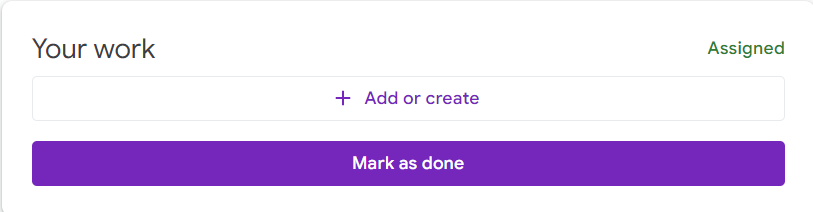 Your work
Assigned
+ Add or create
Mark as done